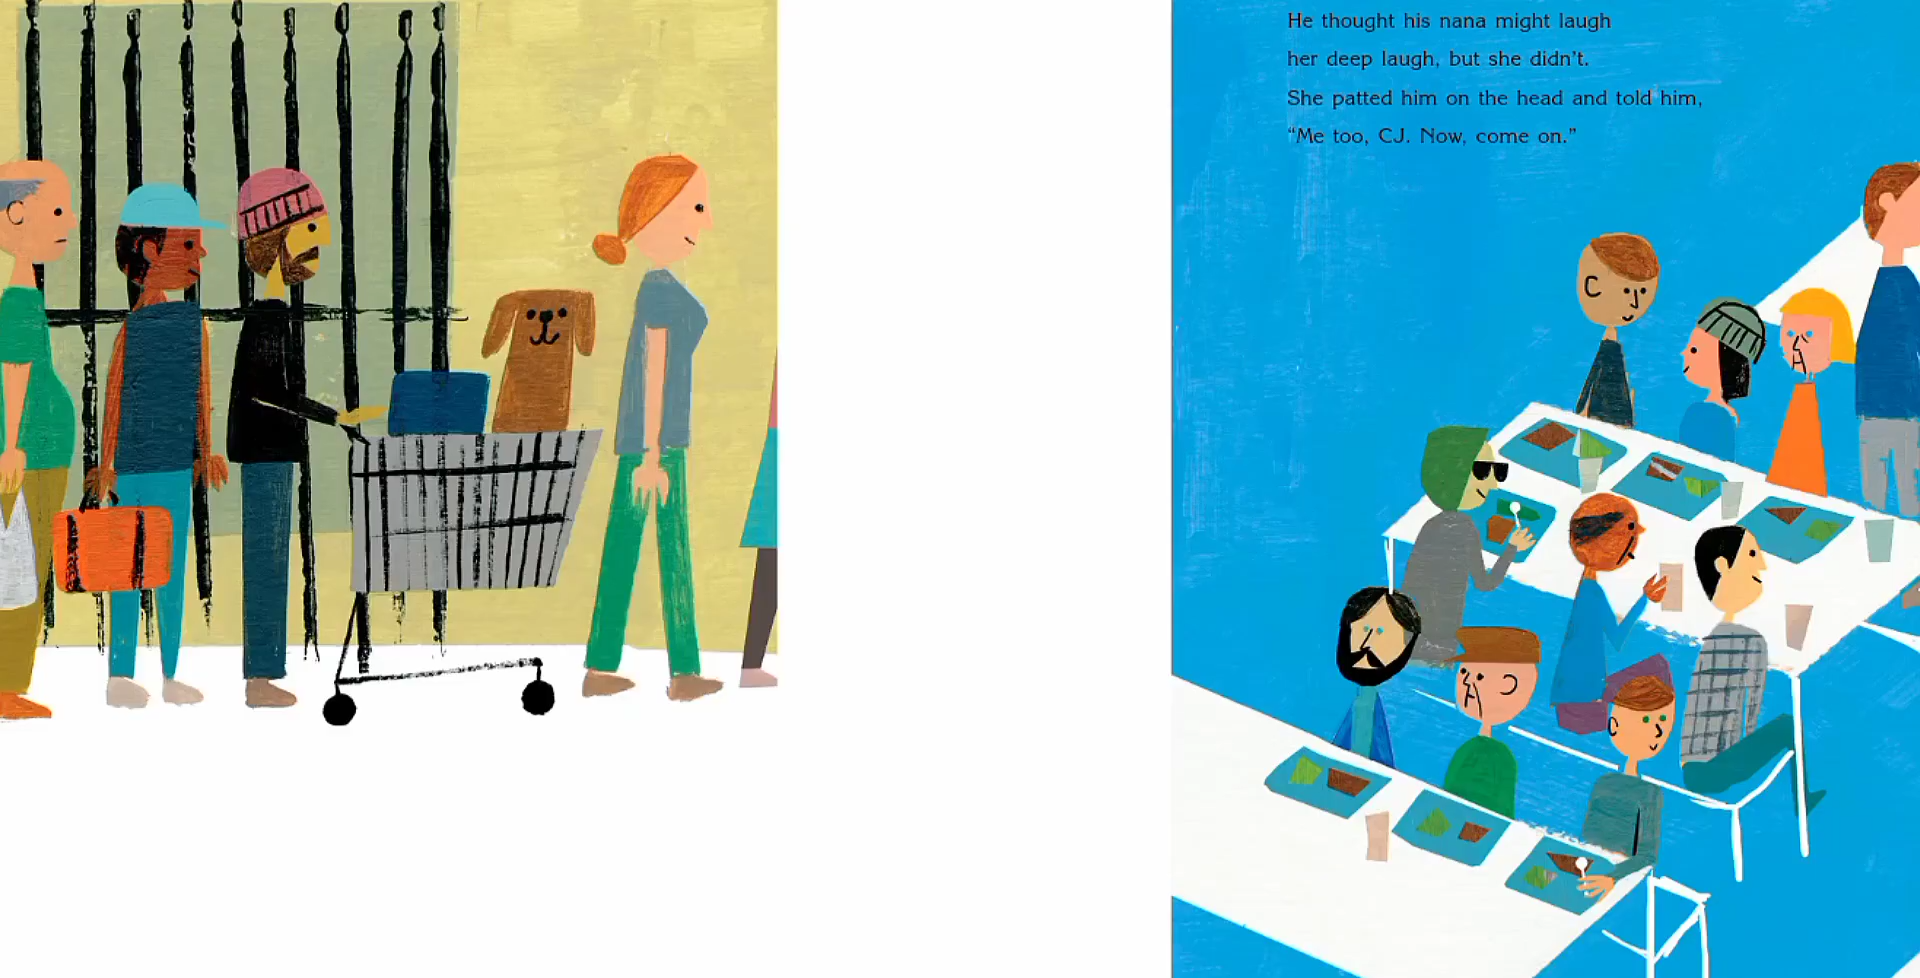 He thought his nana might laugh
her deep laugh, but she didn't.
She patted him on the head and told him,
“Me too, CJ. Now, come on.”